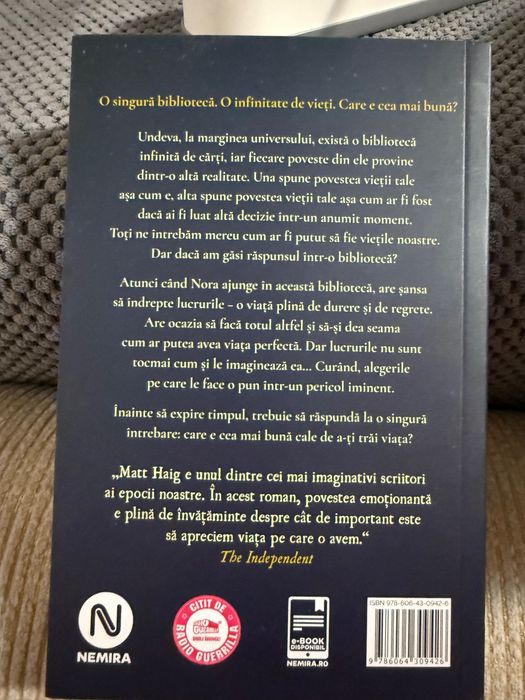 O singură bibliotecă. O infinitate de vieți. Care e cea mai bună?
Undeva, la marginea universului, există o bibliotecă
infinită de cărți, iar fiecare poveste din ele provine
dintr-o altă realitate. Una spune povestea vieții tale
așa cum e, alta spune povestea vieții tale așa cum ar fi fost
dacă ai fi luat altă decizie într-un anumit moment.
Toți ne întrebăm mereu cum ar fi putut să fie viețile noastre.
Dar dacă am găsi răspunsul într-o bibliotecă?
Atunci când Nora ajunge în această bibliotecă, are șansa
să îndrepte lucrurile – o viață plină de durere și de regrete.
Are ocazia să facă totul altfel și să-și dea seama
cum ar putea avea viața perfectă. Dar lucrurile nu sunt
tocmai cum și le imaginează ea... Curând, alegerile
pe care le face o pun într-un pericol iminent.
Înainte să expire timpul, trebuie să răspundă la o singură
întrebare: care e cea mai bună cale de a-ți trăi viața?
„Matt Haig e unul dintre cei mai imaginativi scriitori
ai epocii noastre. În acest roman, povestea emoționantă
e plină de învățăminte despre cât de important este
să apreciem viața pe care o avem.“
The Independent
N
NEMIRA
CITIT DE
GUERRILLA
RADIO GUERRILLA
e-BOOK
DISPONIBIL
NEMIRA.RO
ISBN 978-606-43-0942-6
9 786064 309426